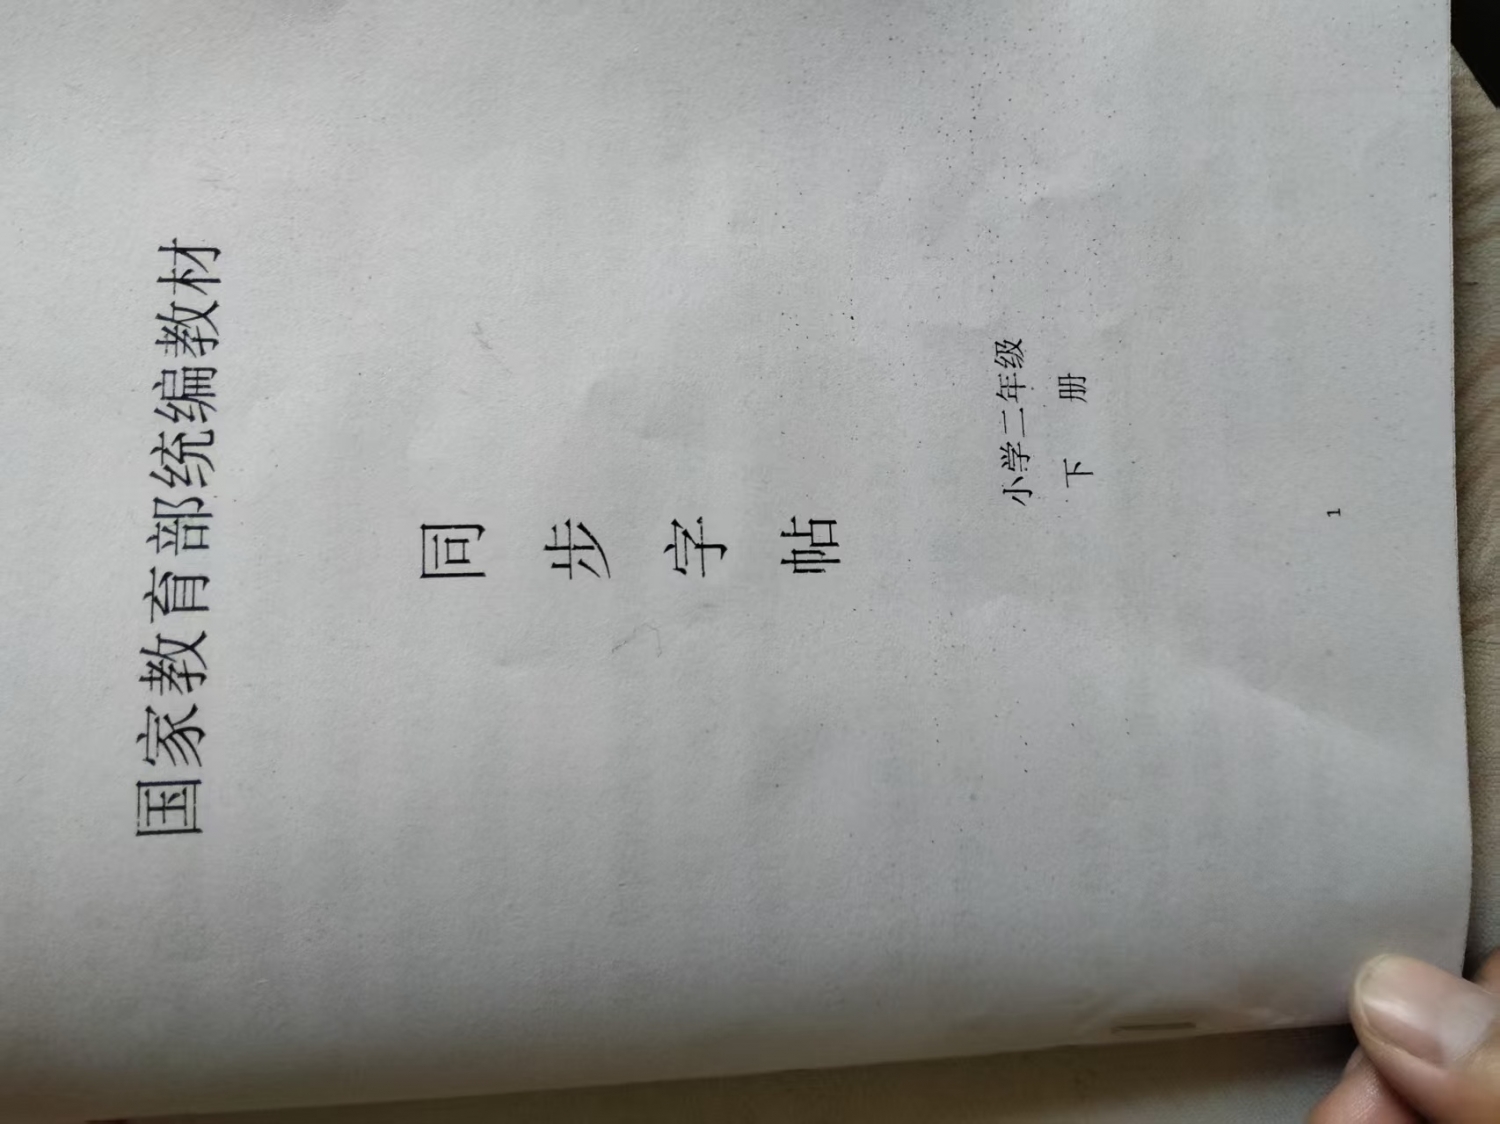 国家教育部统编教材
同
步
字
帖
小学二年级
下 册
1